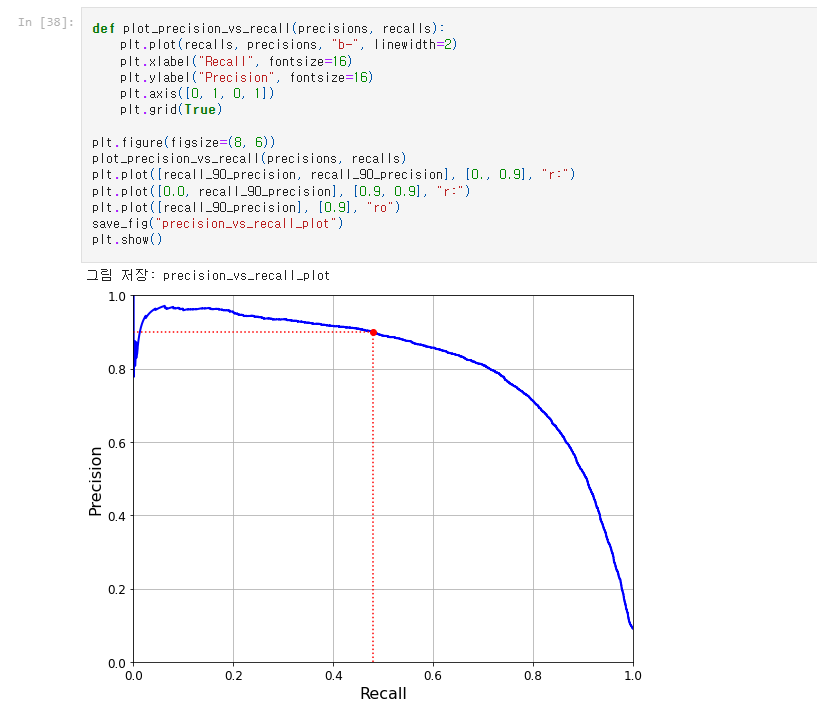 In [38]:
def plot_precision_vs_recall(precisions, recalls):
    plt.plot(recalls, precisions, "b-", linewidth=2)
    plt.xlabel("Recall", fontsize=16)
    plt.ylabel("Precision", fontsize=16)
    plt.axis([0, 1, 0, 1])
    plt.grid(True)
plt.figure(figsize=(8, 6))
plot_precision_vs_recall(precisions, recalls)
plt.plot([recall_90_precision, recall_90_precision], [0., 0.9], "r:")
plt.plot([0.0, recall_90_precision], [0.9, 0.9], "r:")
plt.plot([recall_90_precision], [0.9], "ro")
save_fig("precision_vs_recall_plot")
plt.show()
그림 저장: precision_vs_recall_plot
1.0
0.8
0.6
0.4
0.2
0.0
Precision
0.0 0.2 0.4 0.6 0.8 1.0
Recall